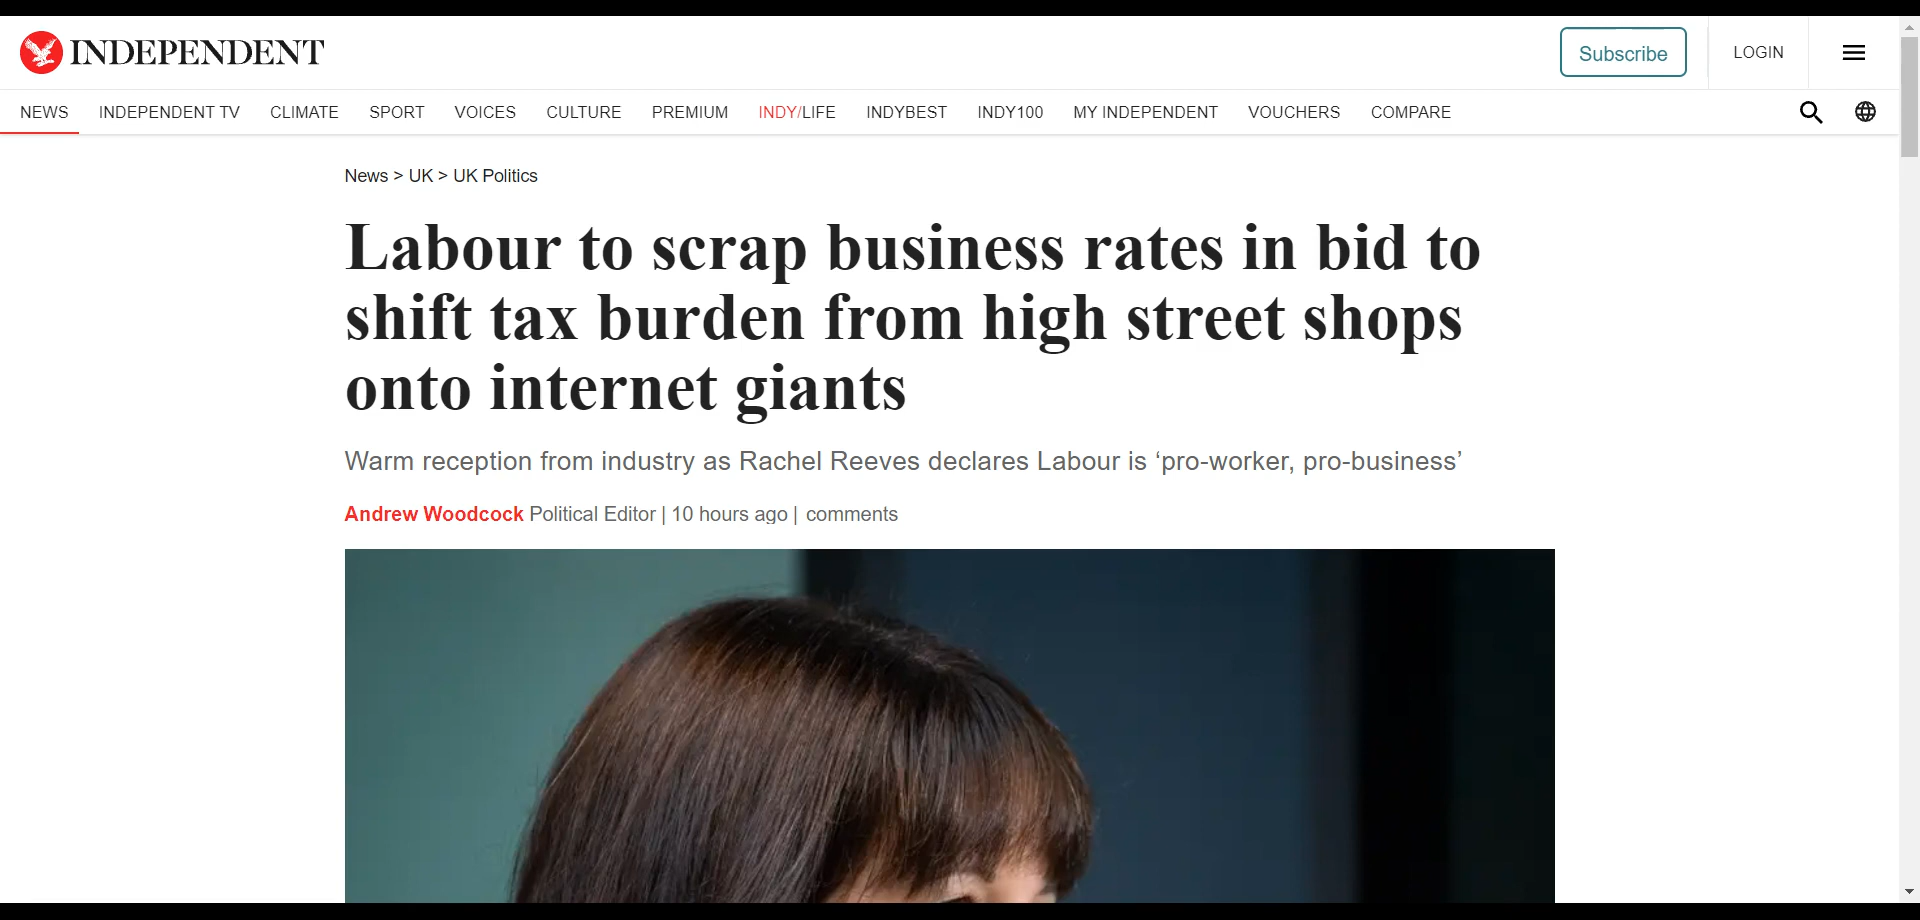 INDEPENDENT
Subscribe
LOGIN
NEWS INDEPENDENT TV CLIMATE SPORT VOICES CULTURE PREMIUM INDY/LIFE INDYBEST INDY100 MY INDEPENDENT VOUCHERS COMPARE
News > UK > UK Politics
Labour to scrap business rates in bid to
shift tax burden from high street shops
onto internet giants
Warm reception from industry as Rachel Reeves declares Labour is ‘pro-worker, pro-business’
Andrew Woodcock Political Editor | 10 hours ago | comments